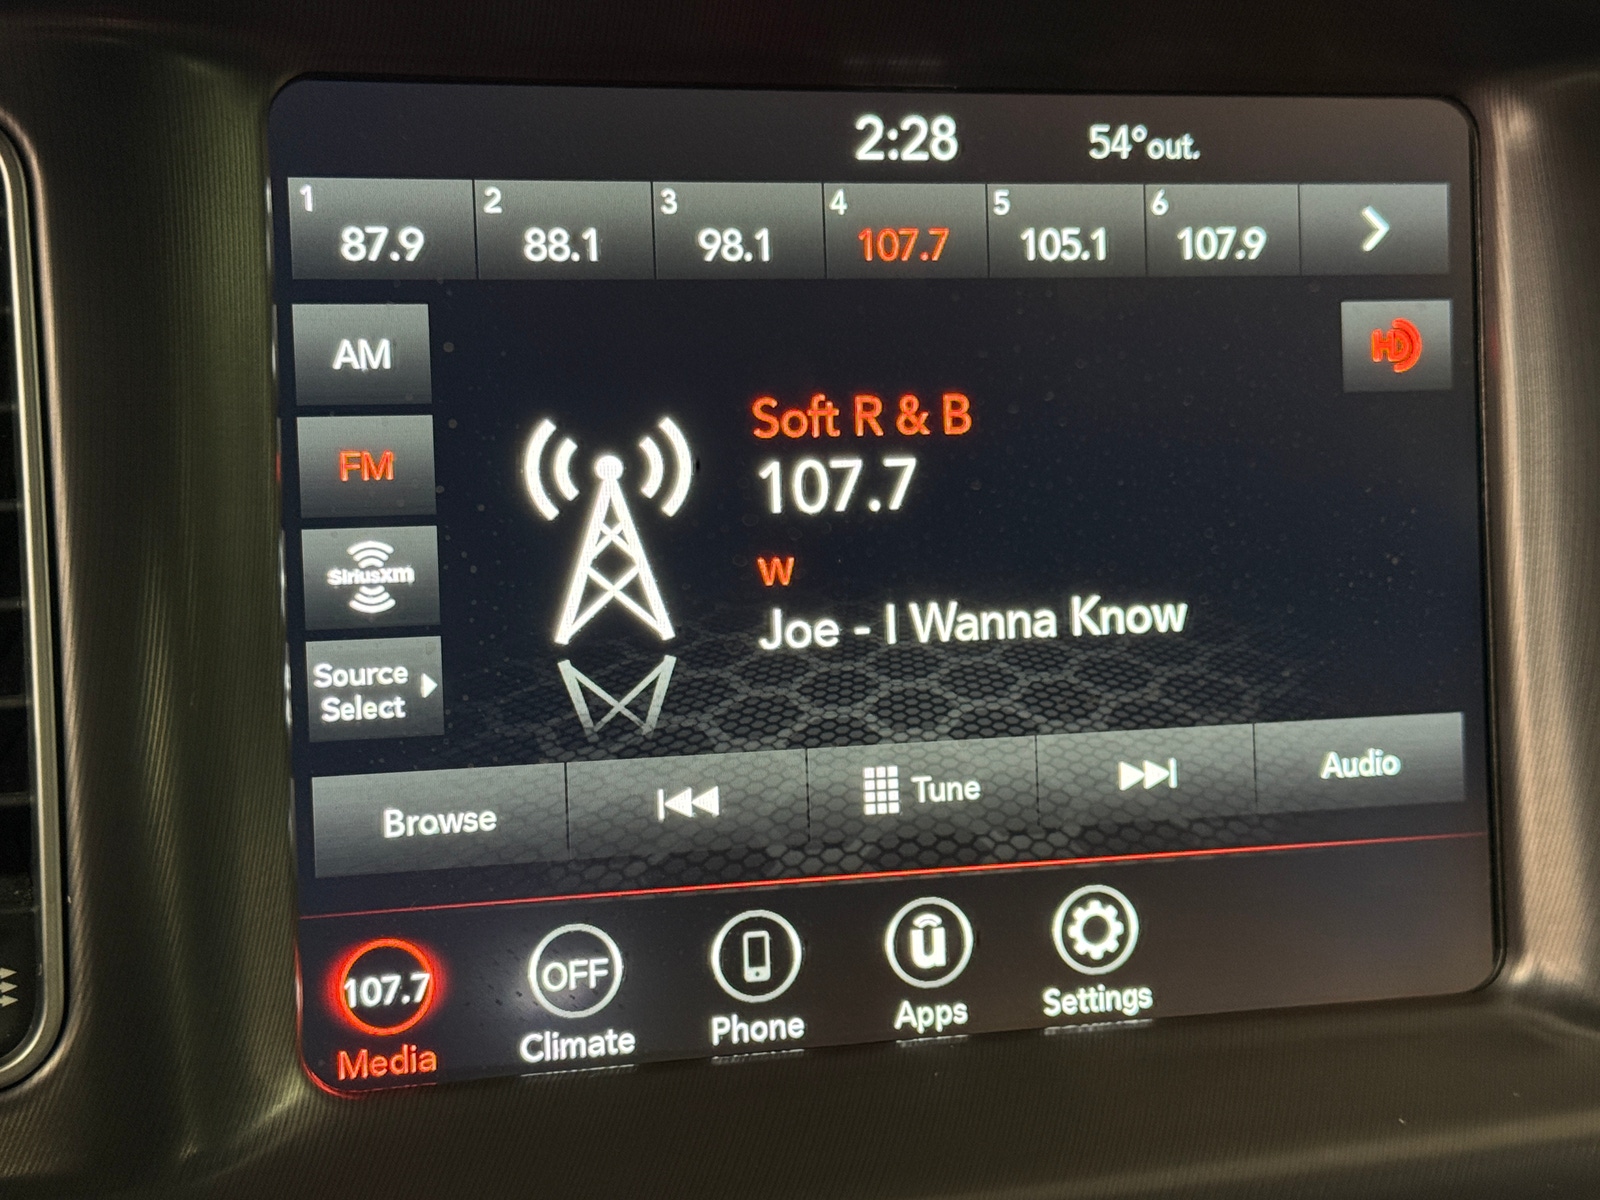 2:28 54°out.
1 2 3 4 5 6
87.9 88.1 98.1 107.7 105.1 107.9
AM
HD
FM
Soft R & B
107.7
SiriusXM
W
Joe - I Wanna Know
Source
Select
Browse Tune Audio
107.7 OFF u
Media Climate Phone Apps Settings